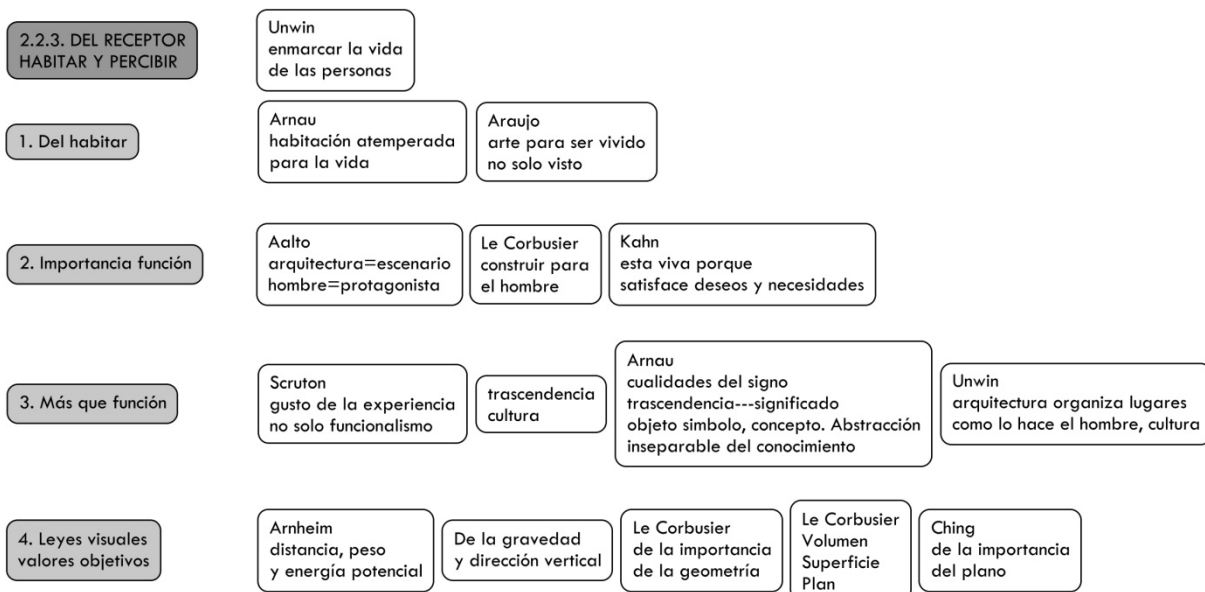 2.2.3. DEL RECEPTOR
HABITAR Y PERCIBIR
Unwin
enmarcar la vida
de las personas
1. Del habitar
Arnau
habitación atemperada
para la vida
Araujo
arte para ser vivido
no solo visto
2. Importancia función
Aalto
arquitectura=escenario
hombre=protagonista
Le Corbusier
construir para
el hombre
Kahn
esta viva porque
satisface deseos y necesidades
3. Más que función
Scruton
gusto de la experiencia
no solo funcionalismo
trascendencia
cultura
Arnau
cualidades del signo
trascendencia---significado
objeto simbolo, concepto. Abstracción
inseparable del conocimiento
Unwin
arquitectura organiza lugares
como lo hace el hombre, cultura
4. Leyes visuales
valores objetivos
Arnheim
distancia, peso
y energía potencial
De la gravedad
y dirección vertical
Le Corbusier
de la importancia
de la geometría
Le Corbusier
Volumen
Superficie
Plan
Ching
de la importancia
del plano